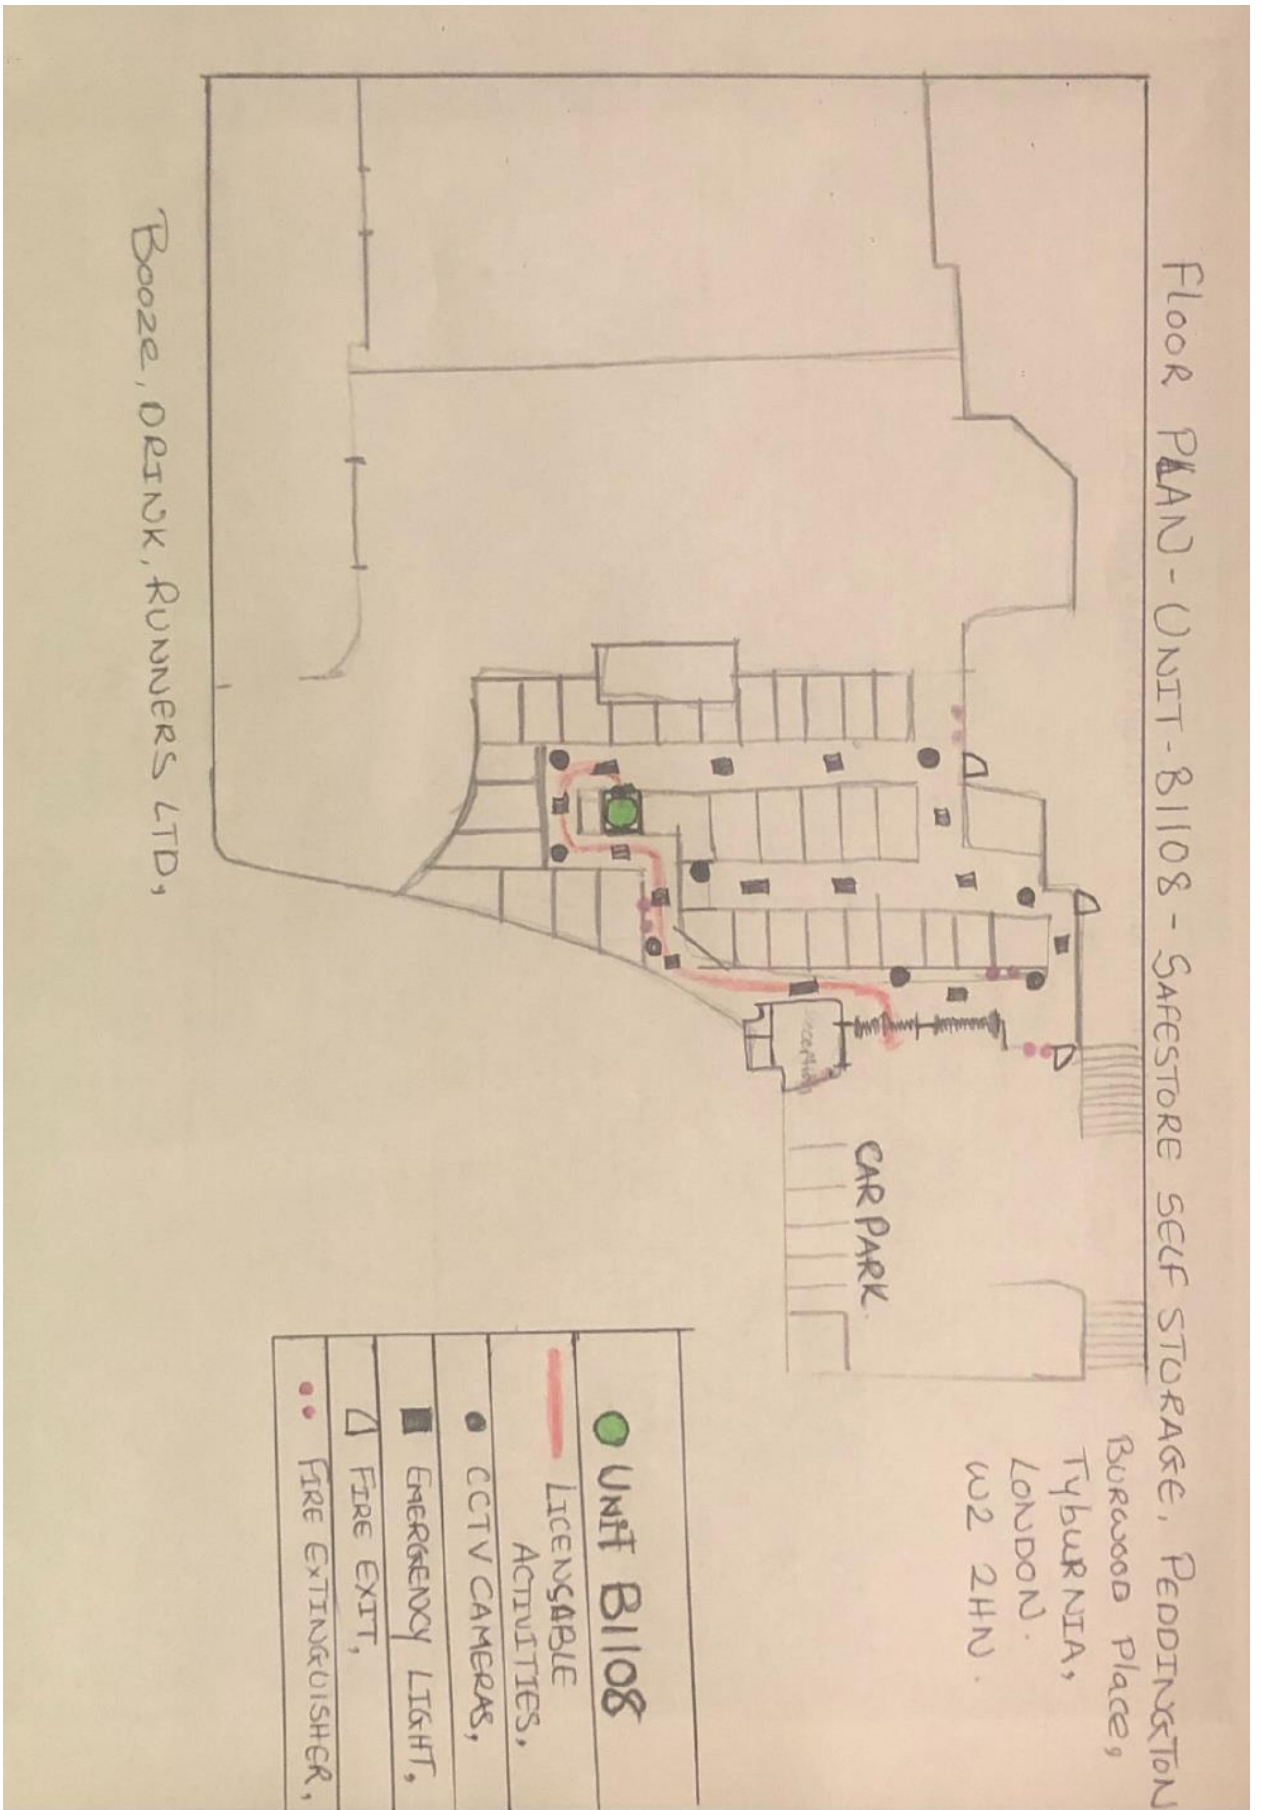 FlOOR PLAN - UNIT - B1108 - SAFESTORE SELF STORAGE, PEDDINGTON
Burwood Place,
TybuRNIA,
LONDON.
W2 2HN.
CAR PARK.
reception
UNIT B1108
LICENSABLE
ACTIVITIES,
CCTV CAMERAS,
EMERGENCY LIGHT,
FIRE EXIT,
FIRE EXTINGUISHER,
Booze, DRINK, RUNNERS LTD,